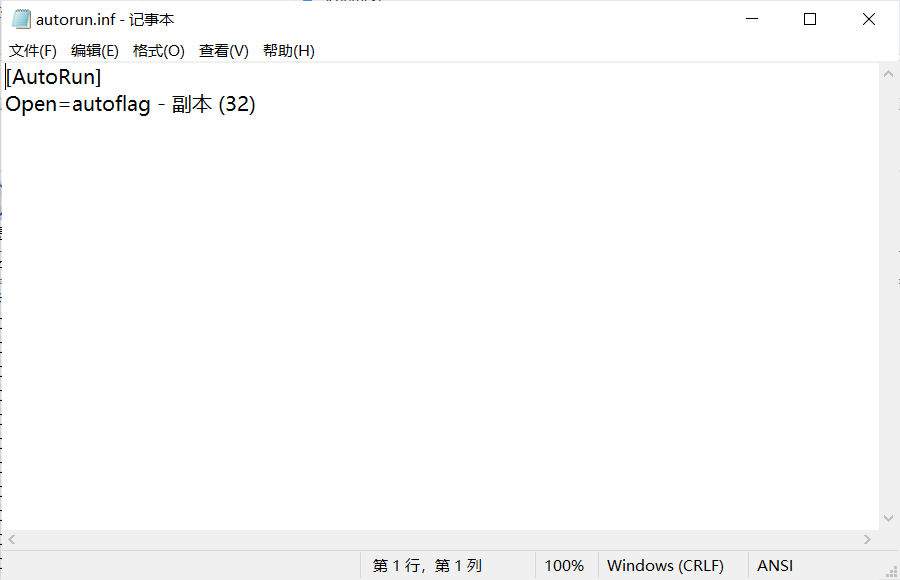 autorun.inf - 记事本
文件(F) 编辑(E) 格式(O) 查看(V) 帮助(H)
[AutoRun]
Open=autoflag - 副本 (32)
第 1 行，第 1 列 100% Windows (CRLF) ANSI